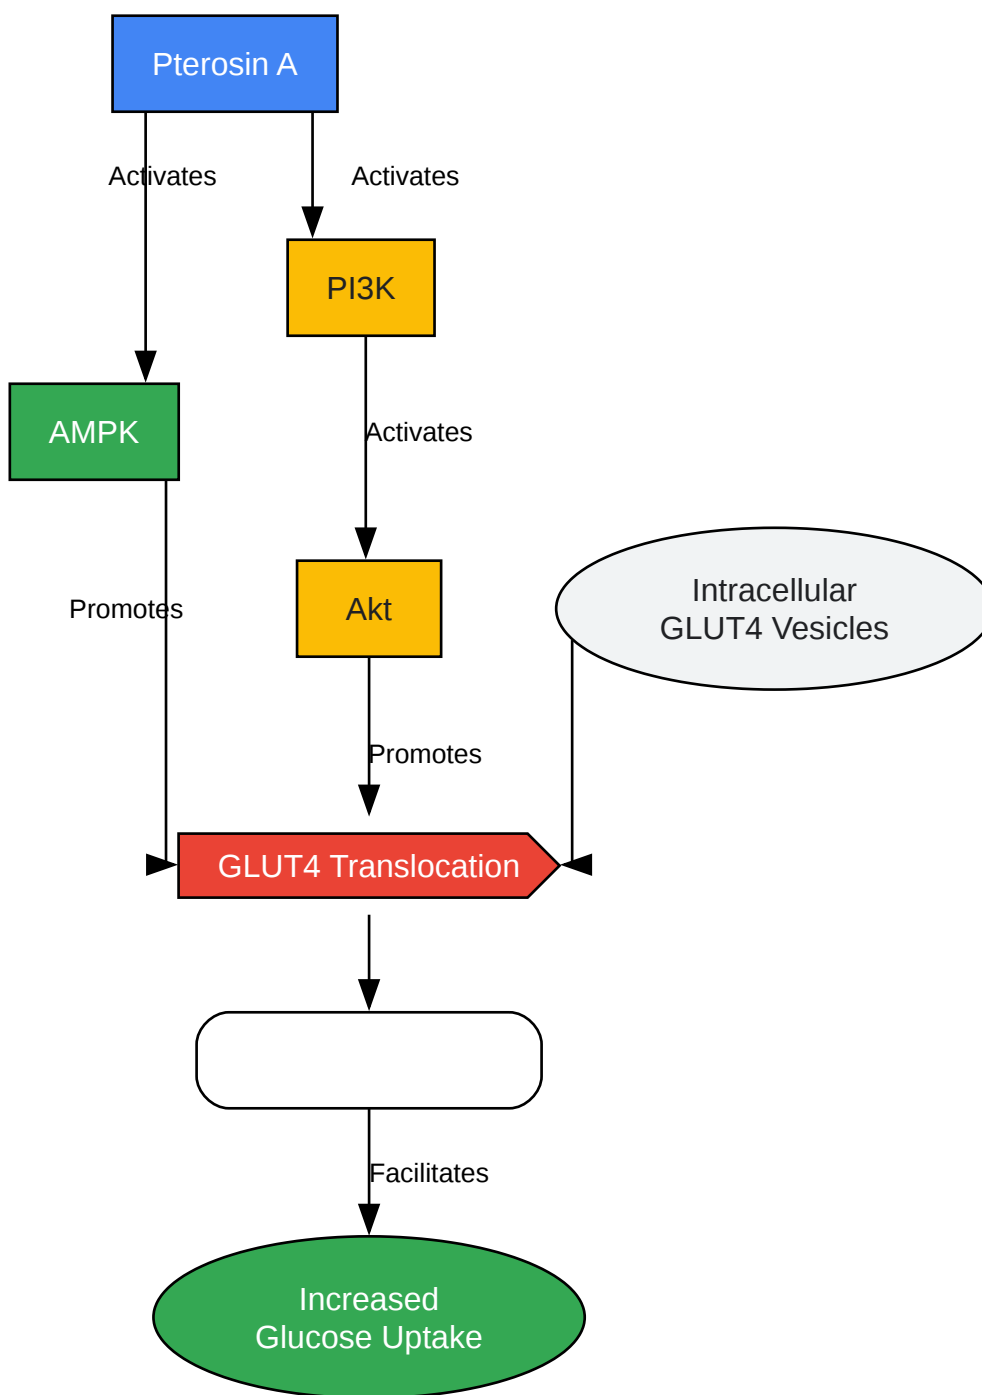 Pterosin A
Activates
Activates
PI3K
Activates
AMPK
Intracellular
GLUT4 Vesicles
Promotes
Akt
Promotes
GLUT4 Translocation
Facilitates
Increased
Glucose Uptake